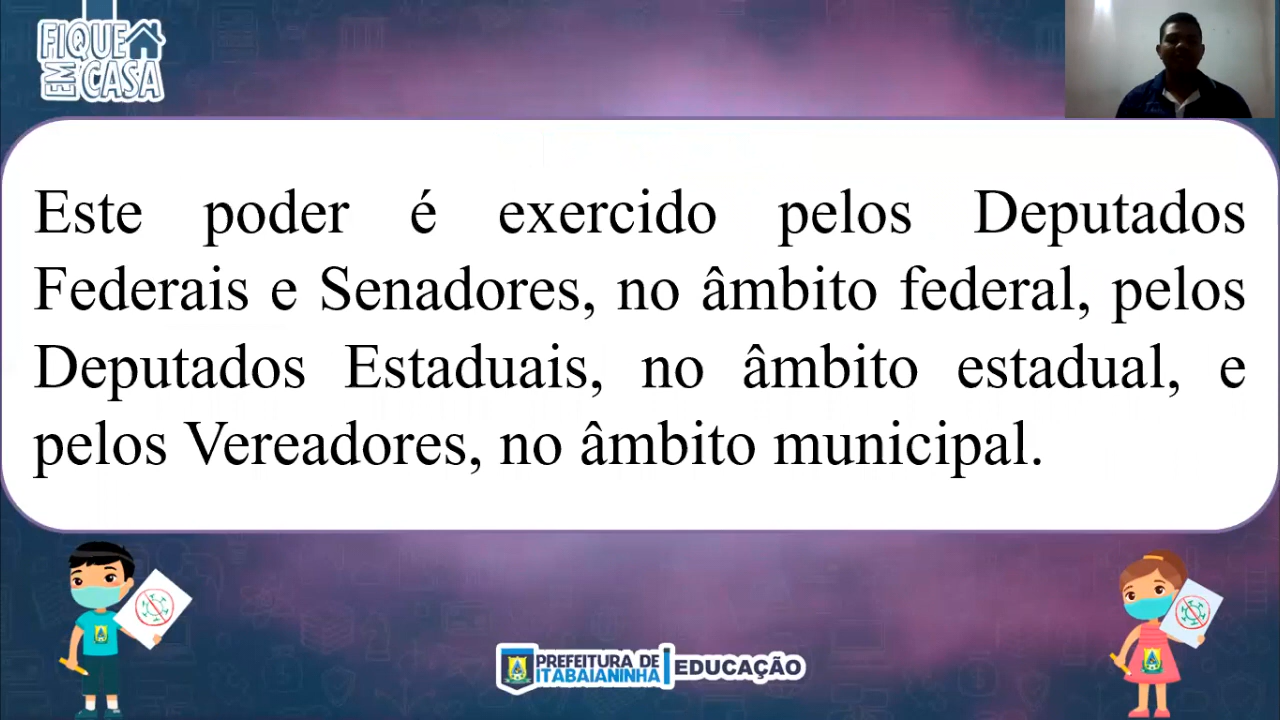 FIQUE
EM CASA
Este poder é exercido pelos Deputados
Federais e Senadores, no âmbito federal, pelos
Deputados Estaduais, no âmbito estadual, e
pelos Vereadores, no âmbito municipal.
PREFEITURA DE
ITABAIANINHA
EDUCAÇÃO